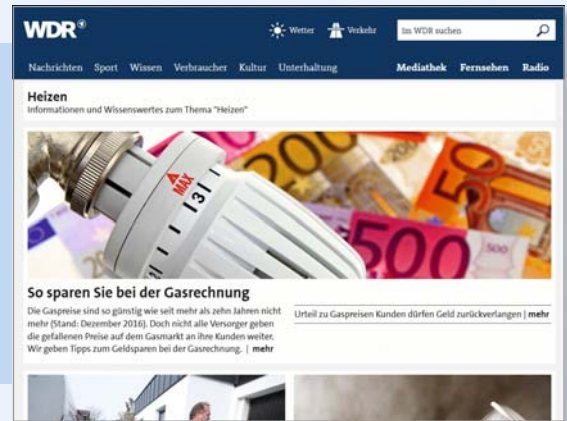 WDR®
Wetter Verkehr Im WDR suchen
Nachrichten Sport Wissen Verbraucher Kultur Unterhaltung Mediathek Fernsehen Radio
Heizen
Informationen und Wissenswertes zum Thema "Heizen"
MAX
3
2
200
50
500
500
So sparen Sie bei der Gasrechnung
Die Gaspreise sind so günstig wie seit mehr als zehn Jahren nicht
mehr (Stand: Dezember 2016). Doch nicht alle Versorger geben
die gefallenen Preise auf dem Gasmarkt an ihre Kunden weiter.
Wir geben Tipps zum Geldsparen bei der Gasrechnung. | mehr
Urteil zu Gaspreisen Kunden dürfen Geld zurückverlangen | mehr